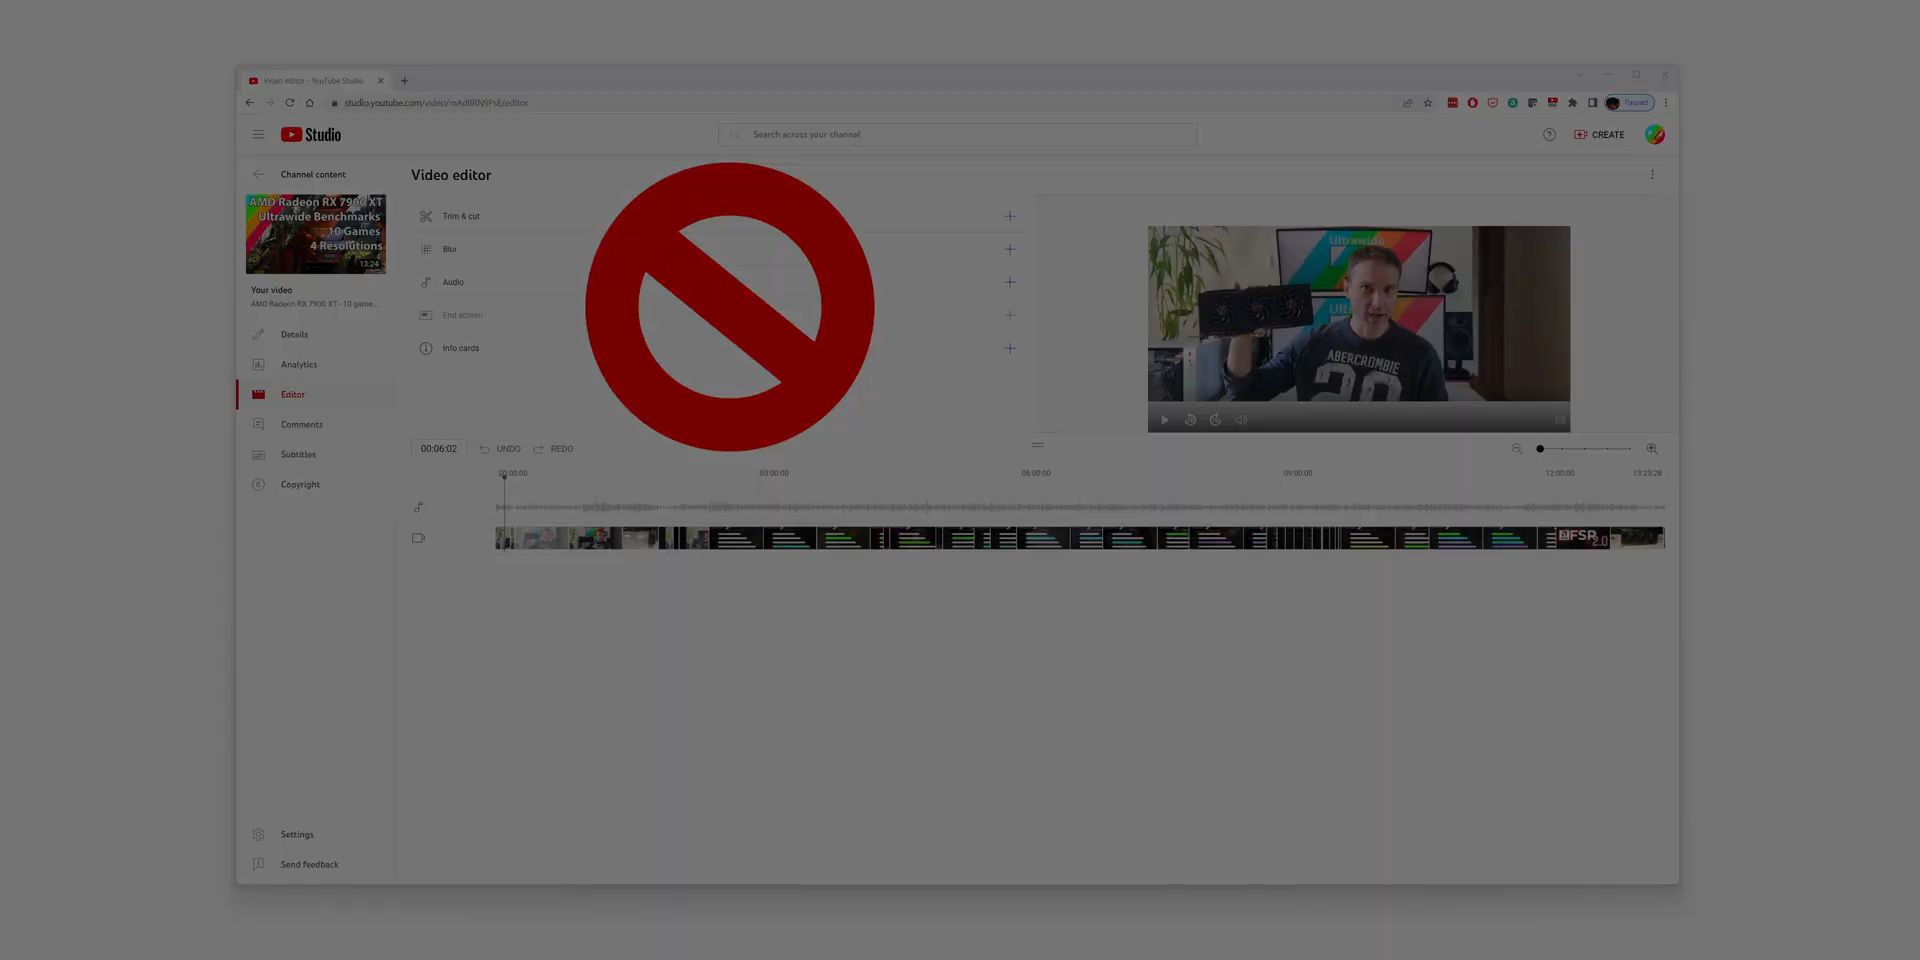 Video editor - YouTube Studio
studio.youtube.com/video/mAdlRN9PsE/editor
Paused
Studio
Search across your channel
CREATE
Channel content
Video editor
AMD Radeon RX 7900 XT
Ultrawide Benchmarks
10 Games
4 Resolutions
13:24
Your video
AMD Radeon RX 7900 XT - 10 game...
Details
Analytics
Editor
Comments
Subtitles
Copyright
Settings
Send feedback
Trim & cut
Blur
Audio
End screen
Info cards
Ultrawide
ABERCROMBIE
20
00:06:02
UNDO
REDO
00:00:00
03:00:00
06:00:00
09:00:00
12:00:00
13:23:28
FSR
2.0